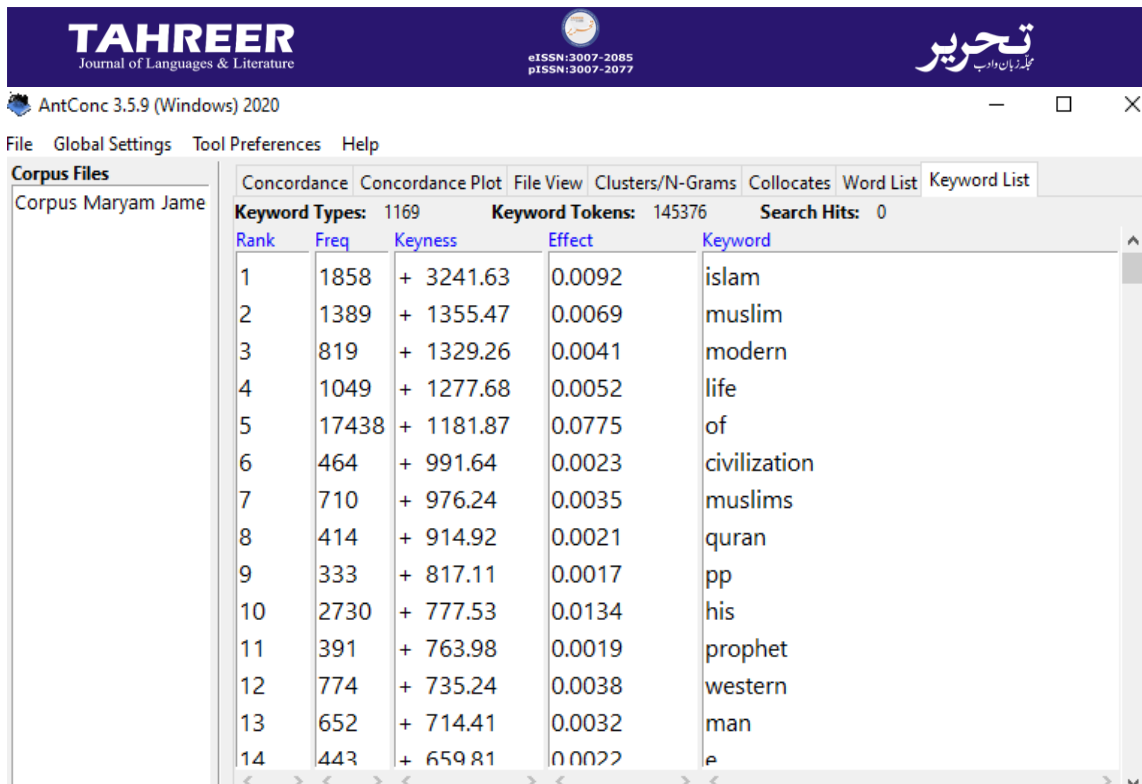 TAHREER
Journal of Languages & Literature
eISSN:3007-2085
pISSN:3007-2077
تحریر
مجلّہ زبان وادب
AntConc 3.5.9 (Windows) 2020
File Global Settings Tool Preferences Help
Corpus Files
Corpus Maryam Jame
Concordance Concordance Plot File View Clusters/N-Grams Collocates Word List Keyword List
Keyword Types: 1169 Keyword Tokens: 145376 Search Hits: 0
Rank Freq Keyness Effect Keyword
1 1858 + 3241.63 0.0092 islam
2 1389 + 1355.47 0.0069 muslim
3 819 + 1329.26 0.0041 modern
4 1049 + 1277.68 0.0052 life
5 17438 + 1181.87 0.0775 of
6 464 + 991.64 0.0023 civilization
7 710 + 976.24 0.0035 muslims
8 414 + 914.92 0.0021 quran
9 333 + 817.11 0.0017 pp
10 2730 + 777.53 0.0134 his
11 391 + 763.98 0.0019 prophet
12 774 + 735.24 0.0038 western
13 652 + 714.41 0.0032 man
14 443 + 659.81 0.0022 e